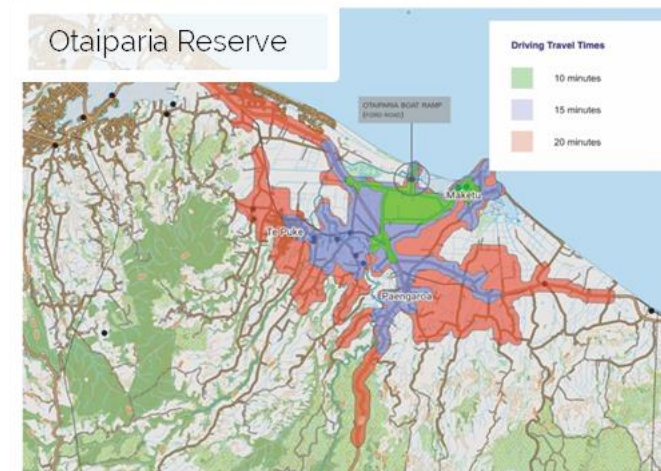 Otaiparia Reserve
Driving Travel Times
10 minutes
15 minutes
20 minutes
OTAIPARIA BOAT RAMP
(FORD ROAD)
Maketu
Te Puke
Paengaroa